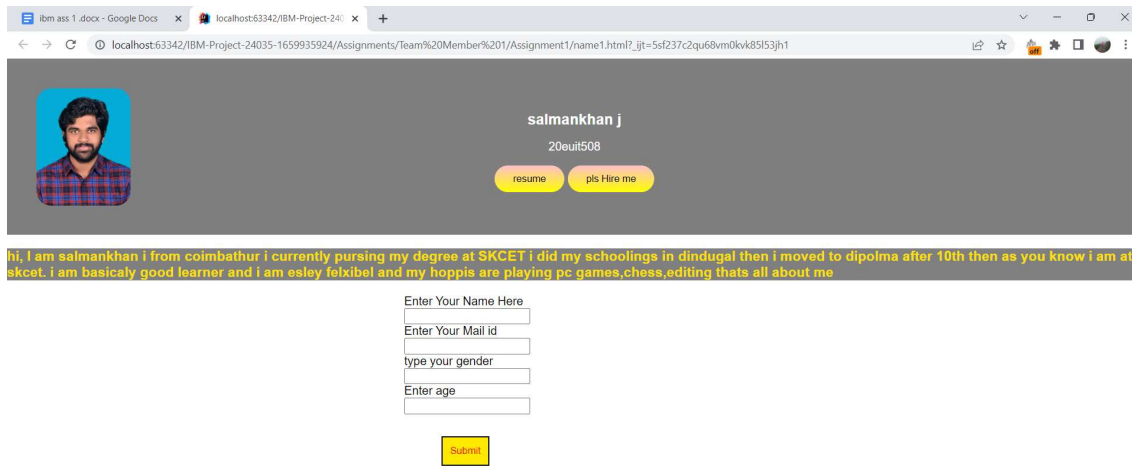 ibm ass 1 .docx - Google Docs
localhost:63342/IBM-Project-240
localhost:63342/IBM-Project-24035-1659935924/Assignments/Team%20Member%201/Assignment1/name1.html?_ijt=5sf237c2qu68vm0kvk85l53jh1
off
salmankhan j
20euit508
resume pls Hire me
hi, I am salmankhan i from coimbathur i currently pursing my degree at SKCET i did my schoolings in dindugal then i moved to dipolma after 10th then as you know i am at
skcet. i am basicaly good learner and i am esley felxibel and my hoppis are playing pc games,chess,editing thats all about me
Enter Your Name Here
Enter Your Mail id
type your gender
Enter age
Submit